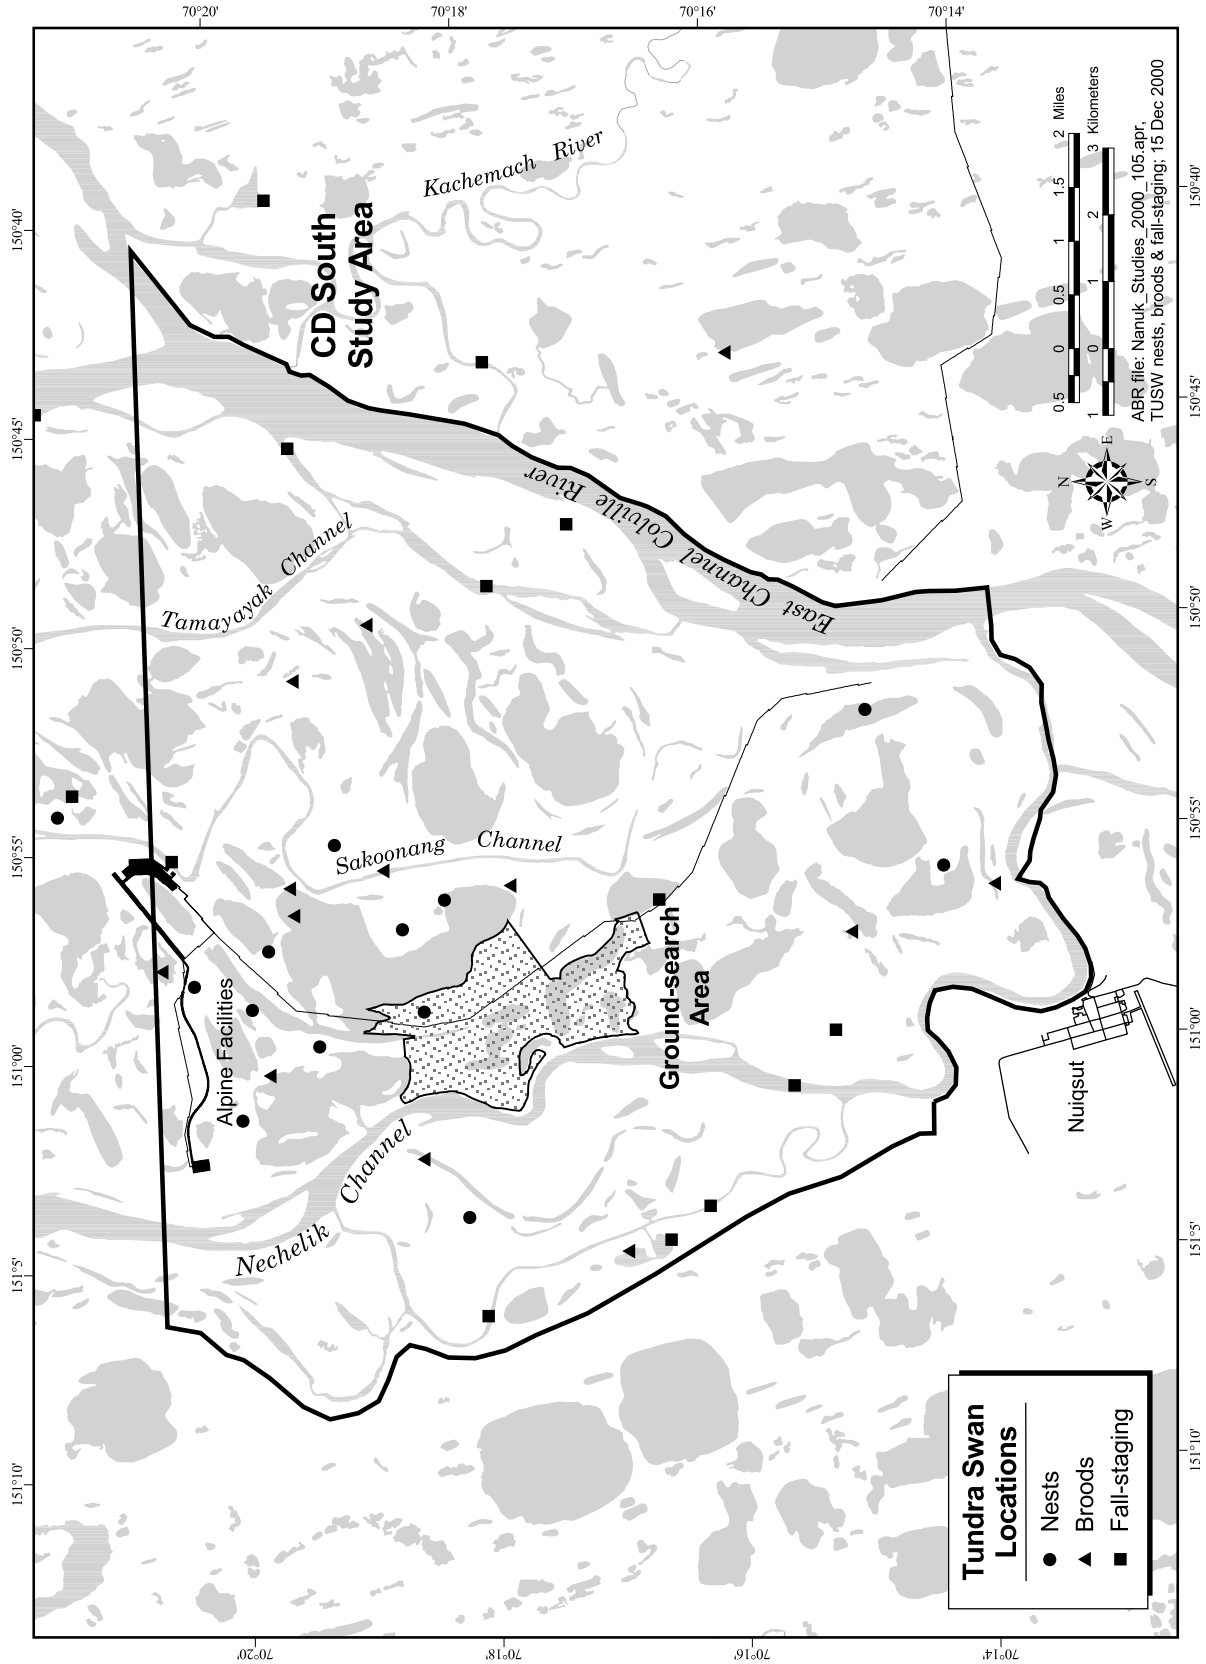 70°20'
70°18'
70°16'
70°14'
150°40'
150°45'
150°50'
150°55'
151°00'
151°5'
151°10'
150°40'
150°45'
150°50'
150°55'
151°00'
151°5'
151°10'
70°20'
70°18'
70°16'
70°14'
Kachemach River
CD South
Study Area
Tamayayak Channel
East Channel Colville River
Sakoonang Channel
Alpine Facilities
Ground-search
Area
Nechelik Channel
Nuiqsut
0.5 0 0.5 1 1.5 2 Miles
1 0 1 2 3 Kilometers
ABR file: Nanuk_Studies_2000_105.apr,
TUSW nests, broods & fall-staging; 15 Dec 2000
N
W E
S
Tundra Swan
Locations
Nests
Broods
Fall-staging